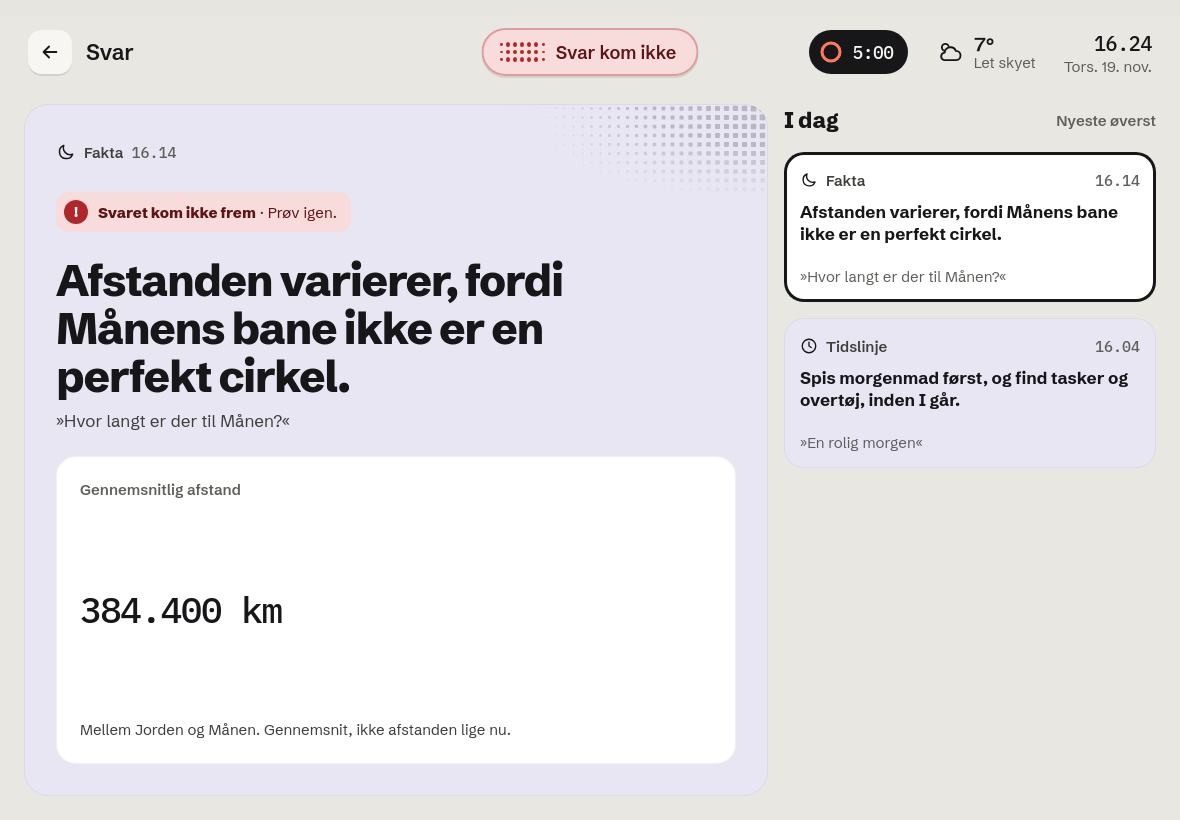 Svar
Svar kom ikke
5:00
7°
Let skyet
16.24
Tors. 19. nov.
Fakta 16.14
! Svaret kom ikke frem · Prøv igen.
Afstanden varierer, fordi
Månens bane ikke er en
perfekt cirkel.
»Hvor langt er der til Månen?«
Gennemsnitlig afstand
384.400 km
Mellem Jorden og Månen. Gennemsnit, ikke afstanden lige nu.
I dag
Nyeste øverst
Fakta 16.14
Afstanden varierer, fordi Månens bane
ikke er en perfekt cirkel.
»Hvor langt er der til Månen?«
Tidslinje 16.04
Spis morgenmad først, og find tasker og
overtøj, inden I går.
»En rolig morgen«